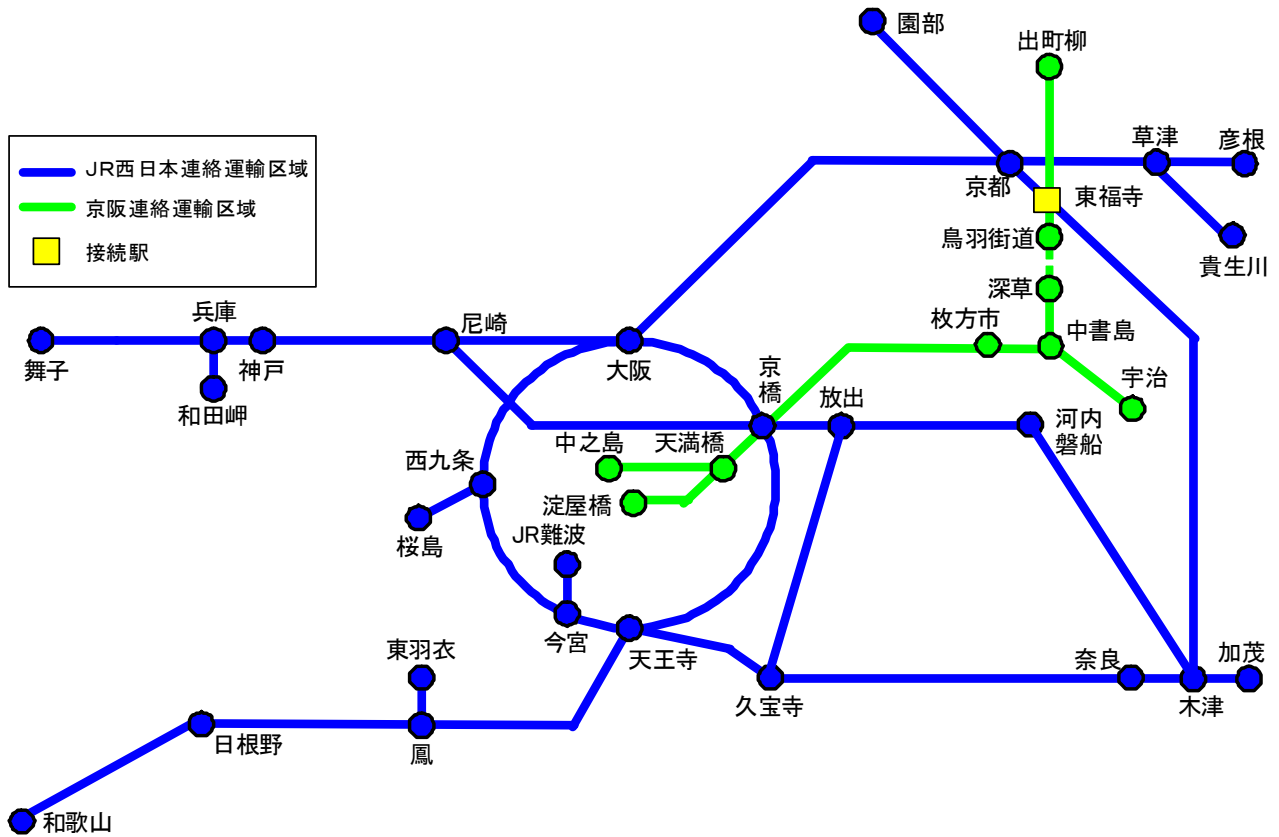 園部
出町柳
草津
彦根
JR西日本連絡運輸区域
京都
東福寺
京阪連絡運輸区域
鳥羽街道
接続駅
貴生川
深草
兵庫
尼崎
枚方市
中書島
舞子
神戸
大阪
京
橋
宇治
和田岬
放出
河内
磐船
中之島
天満橋
西九条
淀屋橋
JR難波
桜島
今宮
天王寺
東羽衣
奈良
加茂
久宝寺
木津
日根野
鳳
和歌山